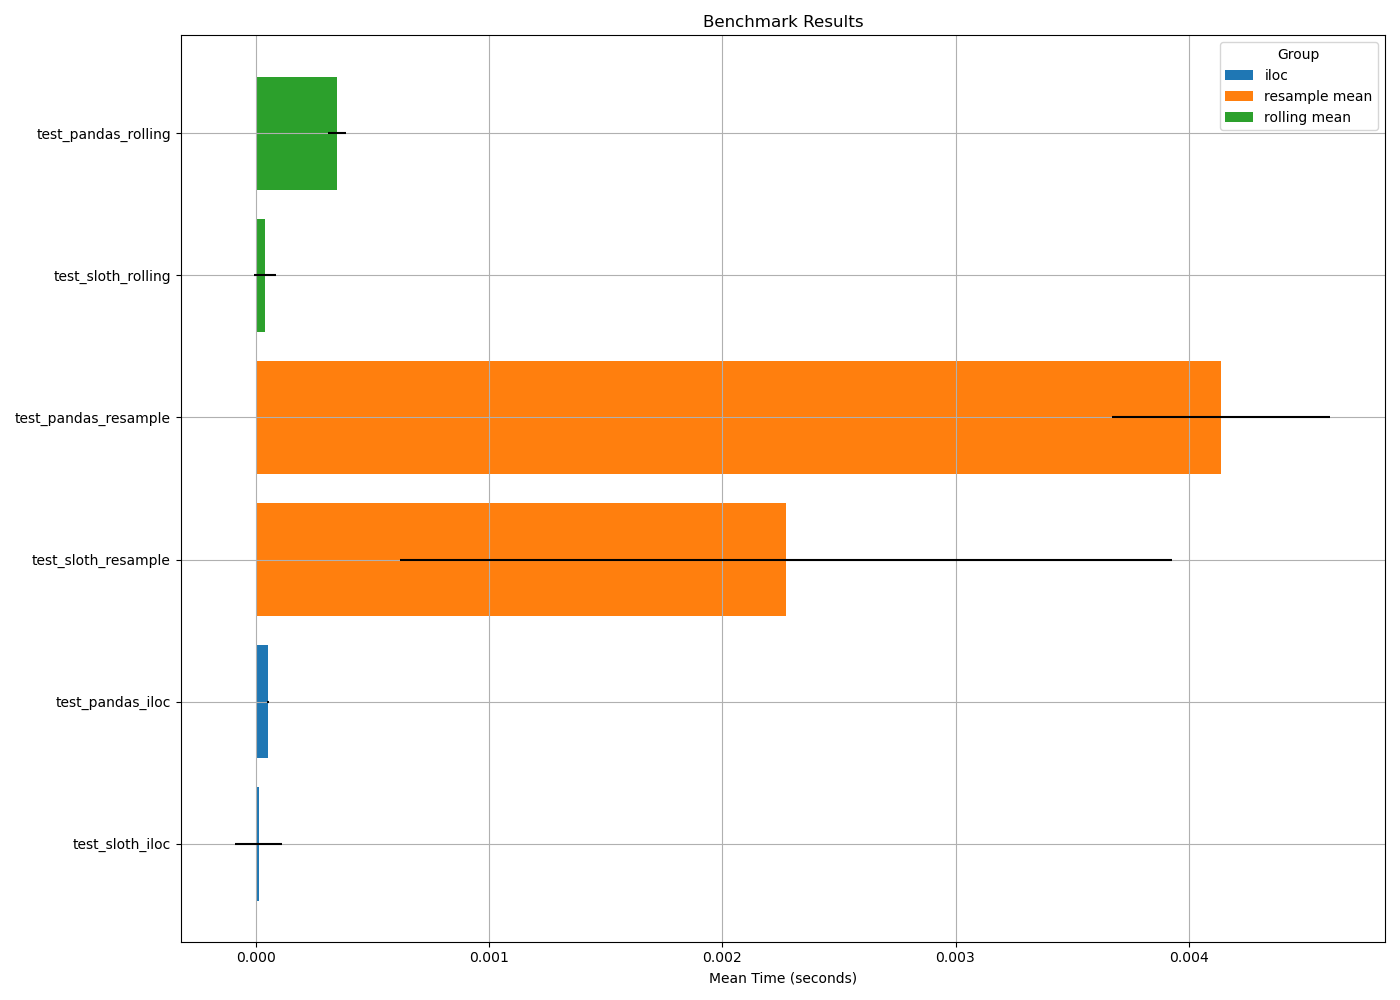 Benchmark Results
Group
iloc
resample mean
rolling mean
test_pandas_rolling
test_sloth_rolling
test_pandas_resample
test_sloth_resample
test_pandas_iloc
test_sloth_iloc
0.000
0.001
0.002
0.003
0.004
Mean Time (seconds)